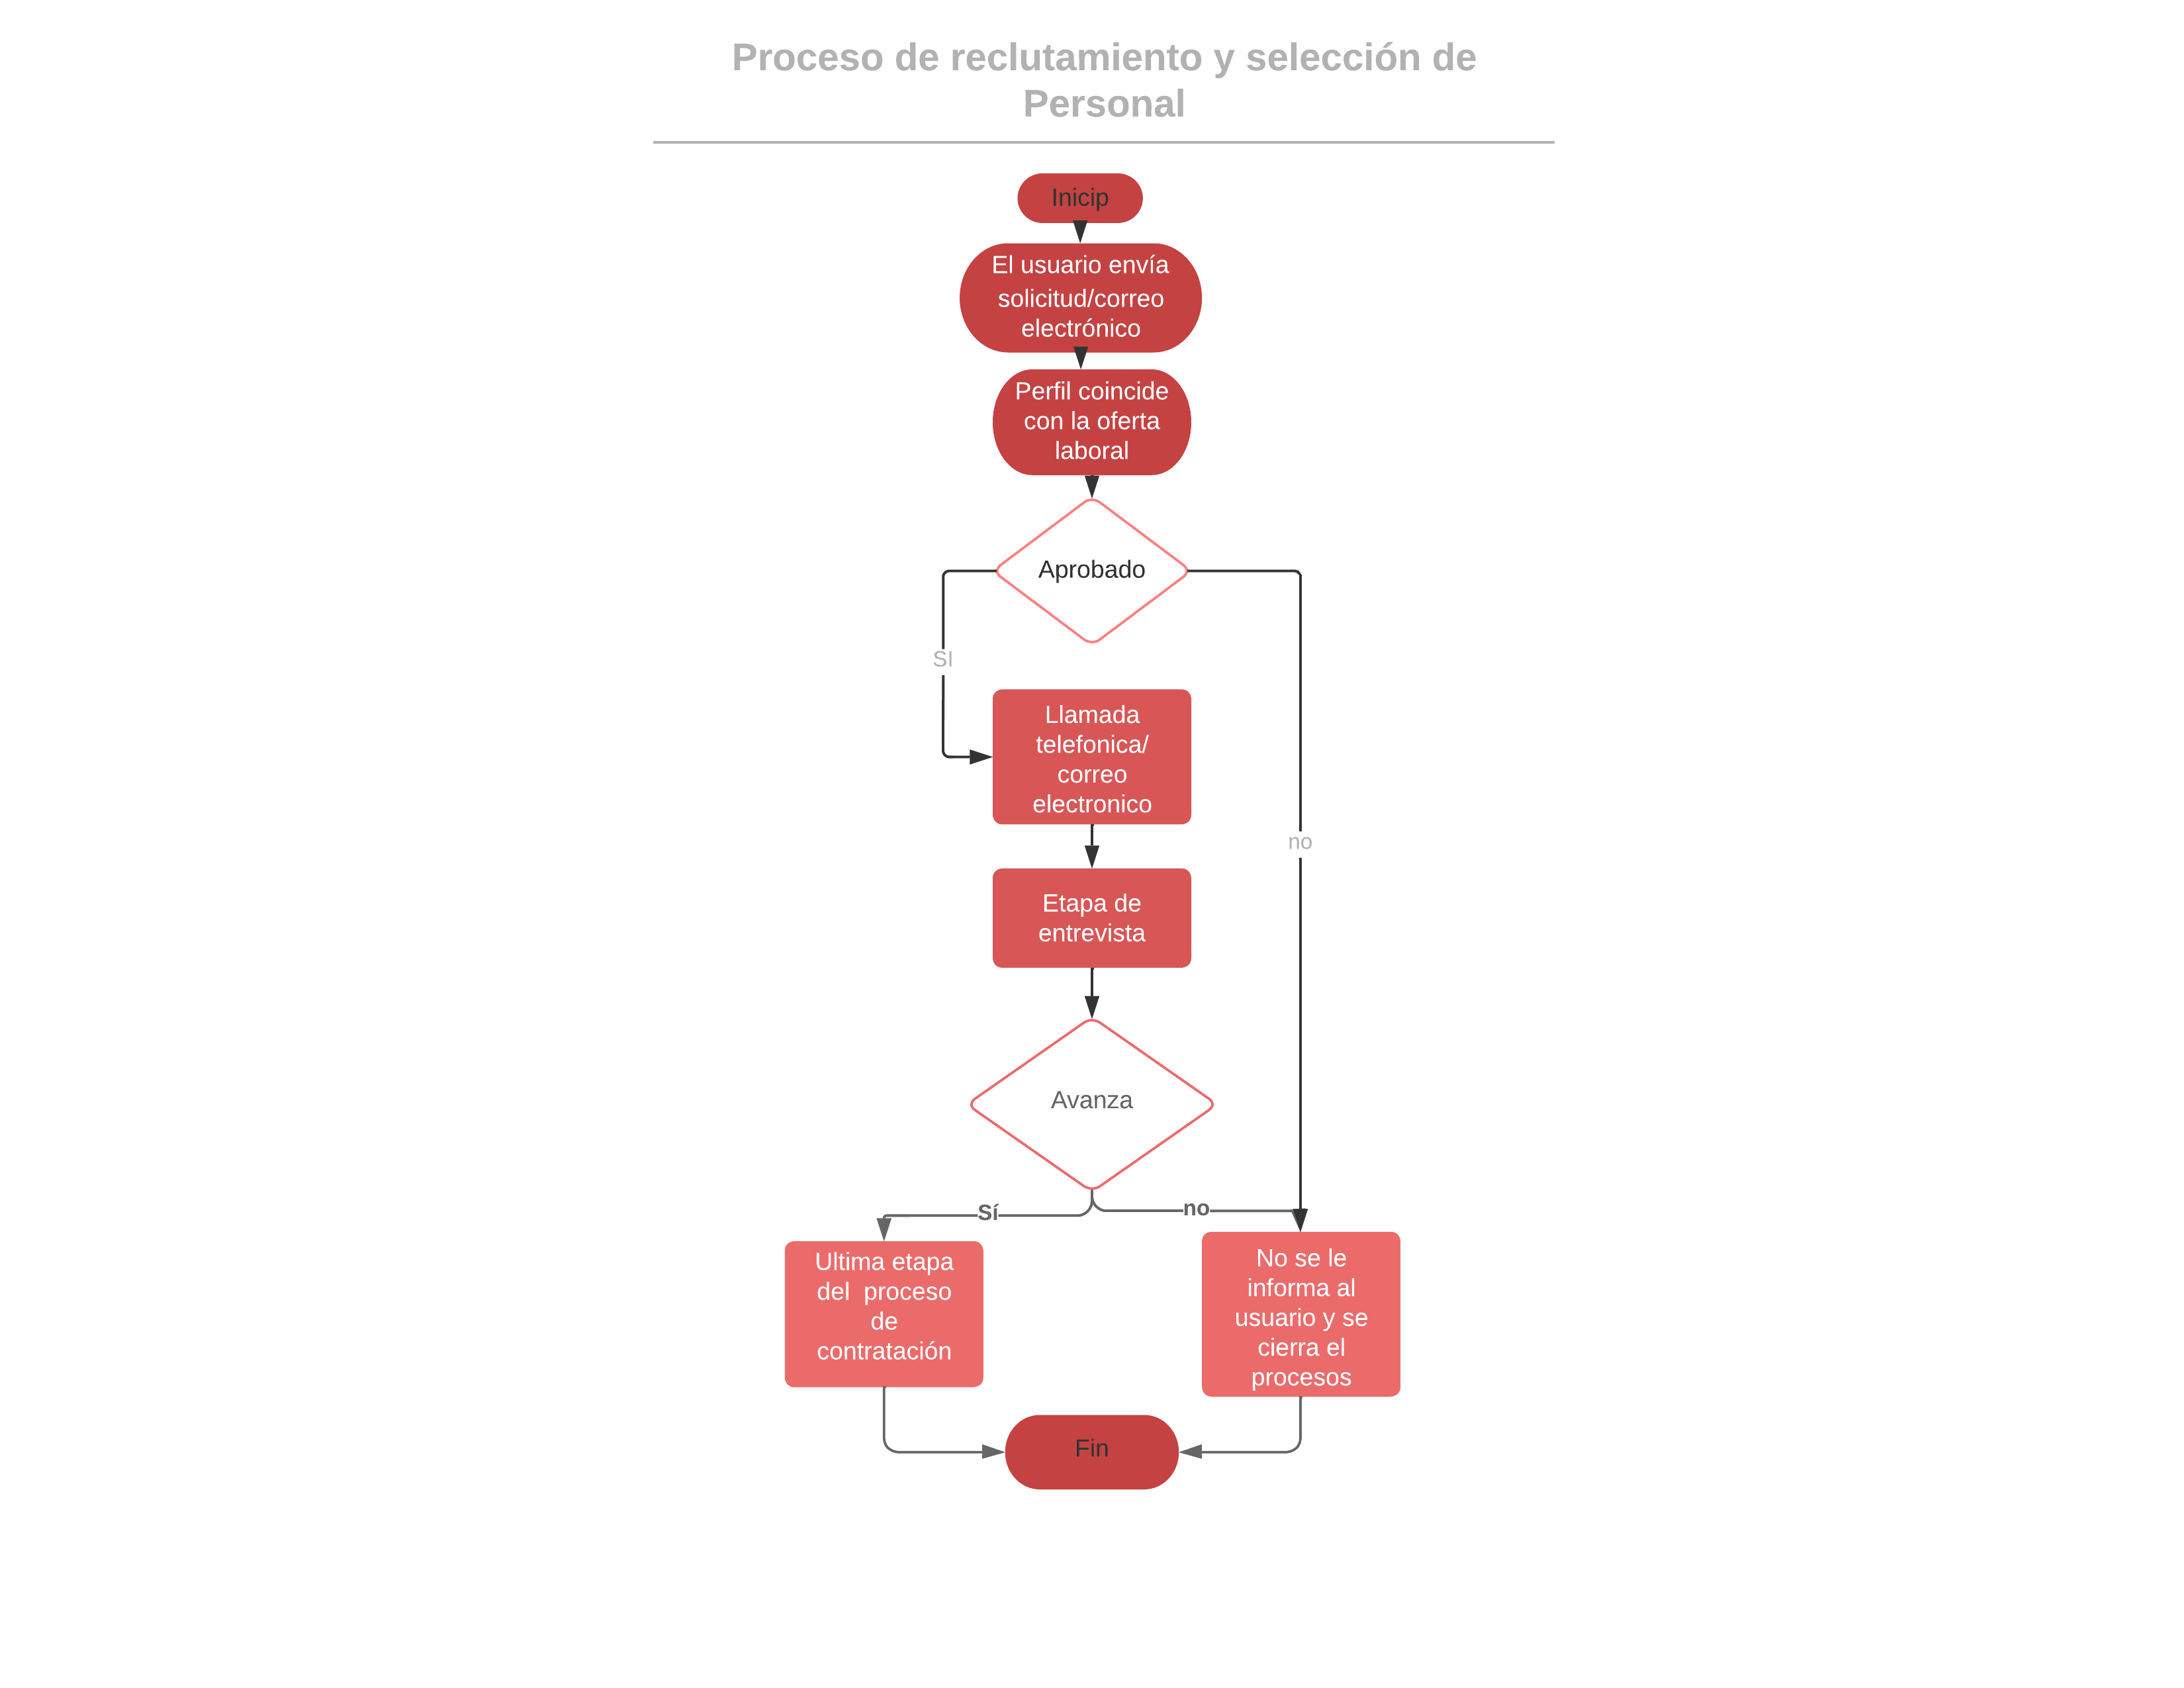 Proceso de reclutamiento y selección de
Personal
Inicip
El usuario envía
solicitud/correo
electrónico
Perfil coincide
con la oferta
laboral
Aprobado
SI
Llamada
telefonica/
correo
electronico
no
Etapa de
entrevista
Avanza
Sí
no
Ultima etapa
del  proceso
de
contratación
No se le
informa al
usuario y se
cierra el
procesos
Fin